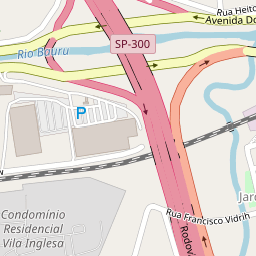 Rua Heito
Avenida Do
Rio Bauru
SP-300
P
Condomínio
Residencial
Vila Inglesa
Jar
Rua Francisco Vidrih
Rodov